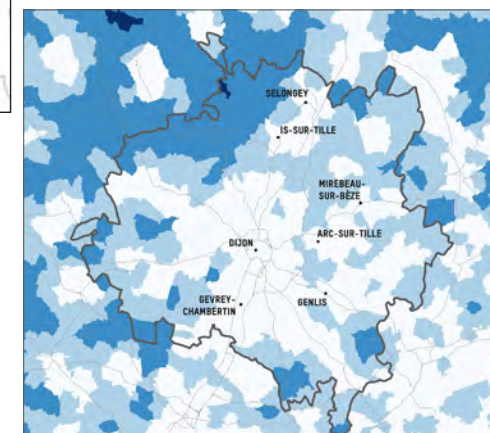 SELONGEY
IS-SUR-TILLE
MIREBEAU-
SUR-BÈZE
ARC-SUR-TILLE
DIJON
GEVREY-
CHAMBERTIN
GENLIS